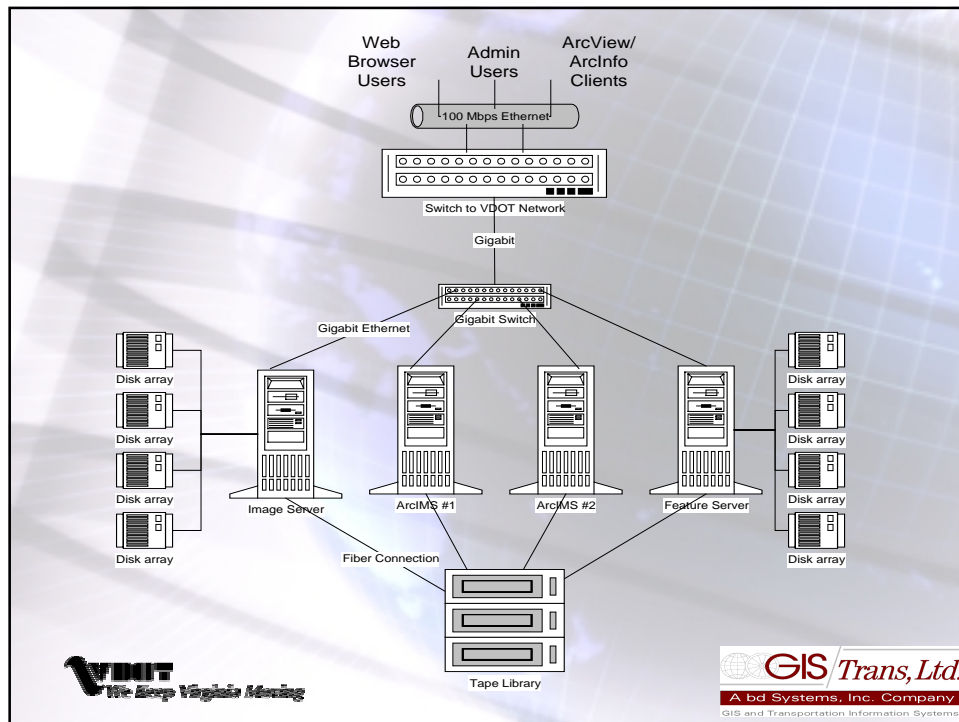 Web
Browser
Users
Admin
Users
ArcView/
ArcInfo
Clients
100 Mbps Ethernet
Switch to VDOT Network
Gigabit
Gigabit Switch
Gigabit Ethernet
Disk array
Disk array
Disk array
Disk array
Disk array
Disk array
Disk array
Disk array
Image Server
ArcIMS #1
ArcIMS #2
Feature Server
Fiber Connection
Tape Library
VDOT
We Keep Virginia Moving
GIS/Trans, Ltd.
A bd Systems, Inc. Company
GIS and Transportation Information Systems